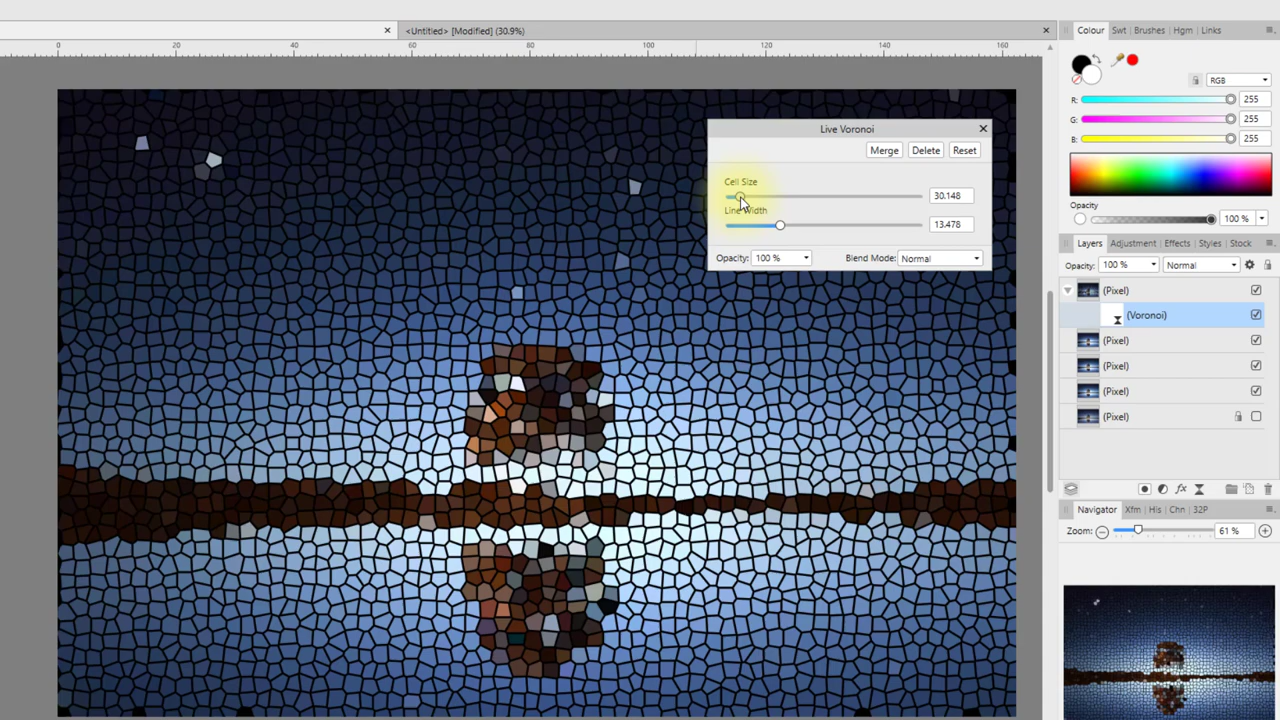 <Untitled> [Modified] (30.9%)
0 20 40 60 80 100 120 140 160
Live Voronoi
Merge Delete Reset
Cell Size
30.148
Line Width
13.478
Opacity: 100 % Blend Mode: Normal
Colour Swt Brushes Hgm Links
RGB
R: 255
G: 255
B: 255
Opacity
100 %
Layers Adjustment Effects Styles Stock
Opacity: 100 % Normal
(Pixel)
(Voronoi)
(Pixel)
(Pixel)
(Pixel)
(Pixel)
fx
Navigator Xfm His Chn 32P
Zoom: 61 %